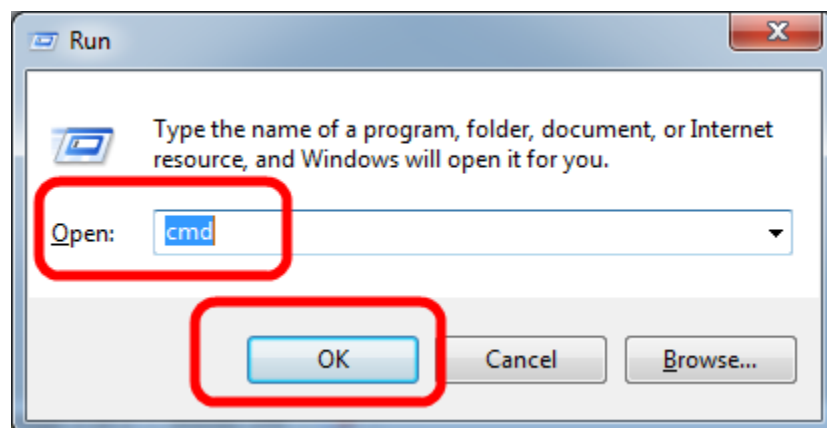 Run
Type the name of a program, folder, document, or Internet
resource, and Windows will open it for you.
Open: cmd
OK Cancel Browse...